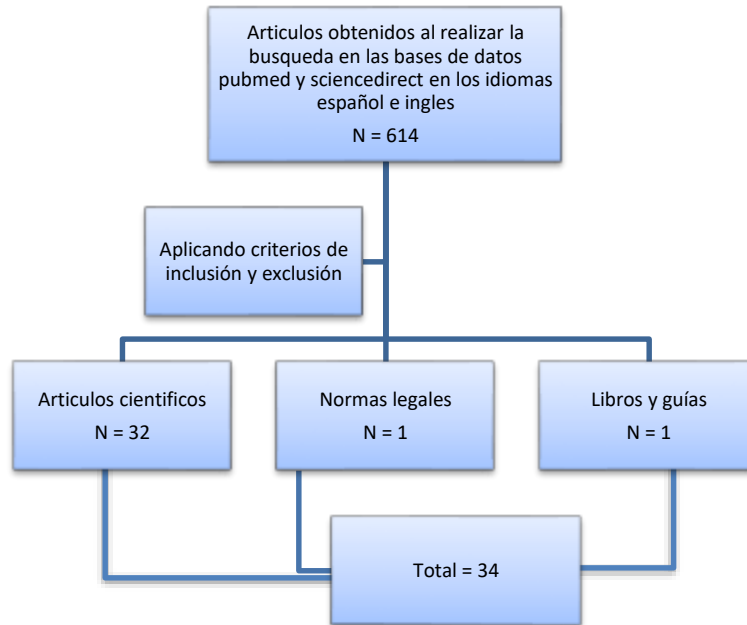 Articulos obtenidos al realizar la
busqueda en las bases de datos
pubmed y sciencedirect en los idiomas
español e ingles
N = 614
Aplicando criterios de
inclusión y exclusión
Articulos cientificos
N = 32
Normas legales
N = 1
Libros y guías
N = 1
Total = 34